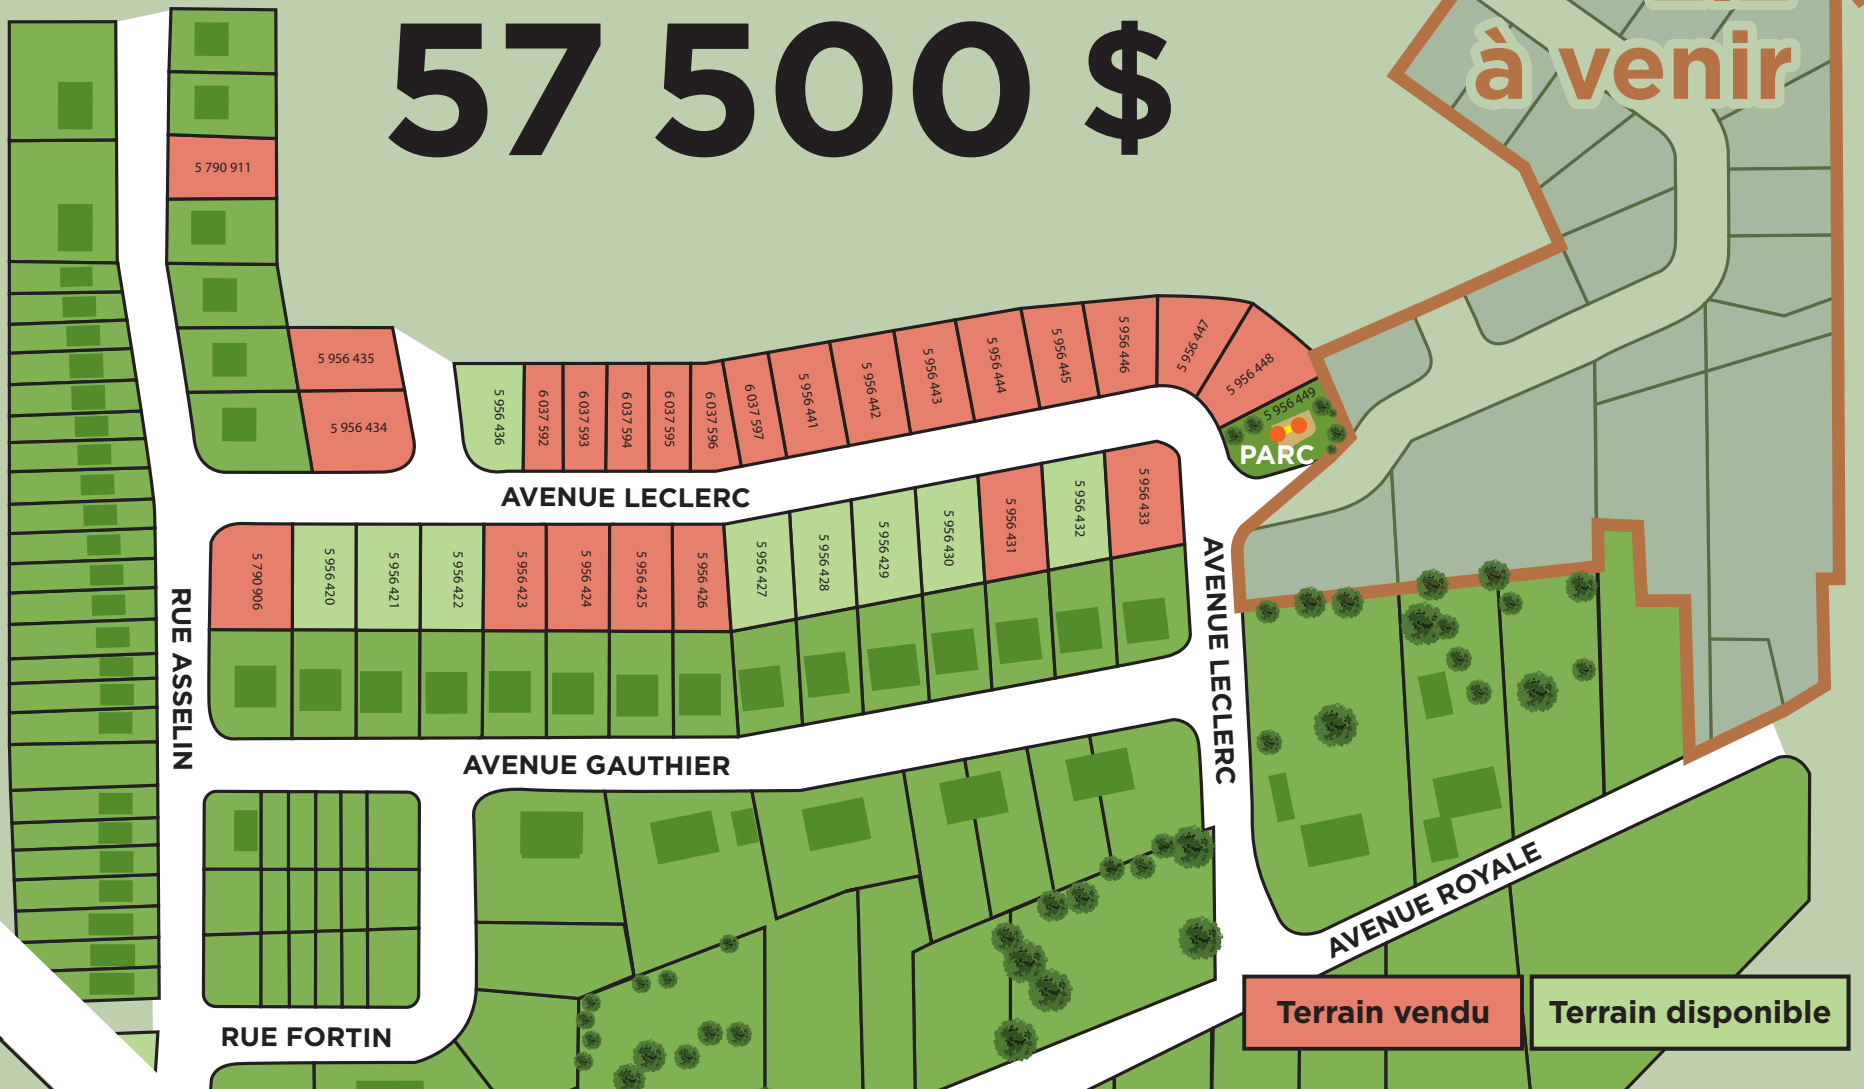 57 500 $
à venir
5 790 911
5 956 435
5 956 434
5 956 436
6 037 592
6 037 593
6 037 594
6 037 595
6 037 596
6 037 597
5 956 441
5 956 442
5 956 443
5 956 444
5 956 445
5 956 446
5 956 447
5 956 448
5 956 449
PARC
AVENUE LECLERC
5 790 906
5 956 420
5 956 421
5 956 422
5 956 423
5 956 424
5 956 425
5 956 426
5 956 427
5 956 428
5 956 429
5 956 430
5 956 431
5 956 432
5 956 433
RUE ASSELIN
AVENUE LECLERC
AVENUE GAUTHIER
AVENUE ROYALE
RUE FORTIN
Terrain vendu
Terrain disponible